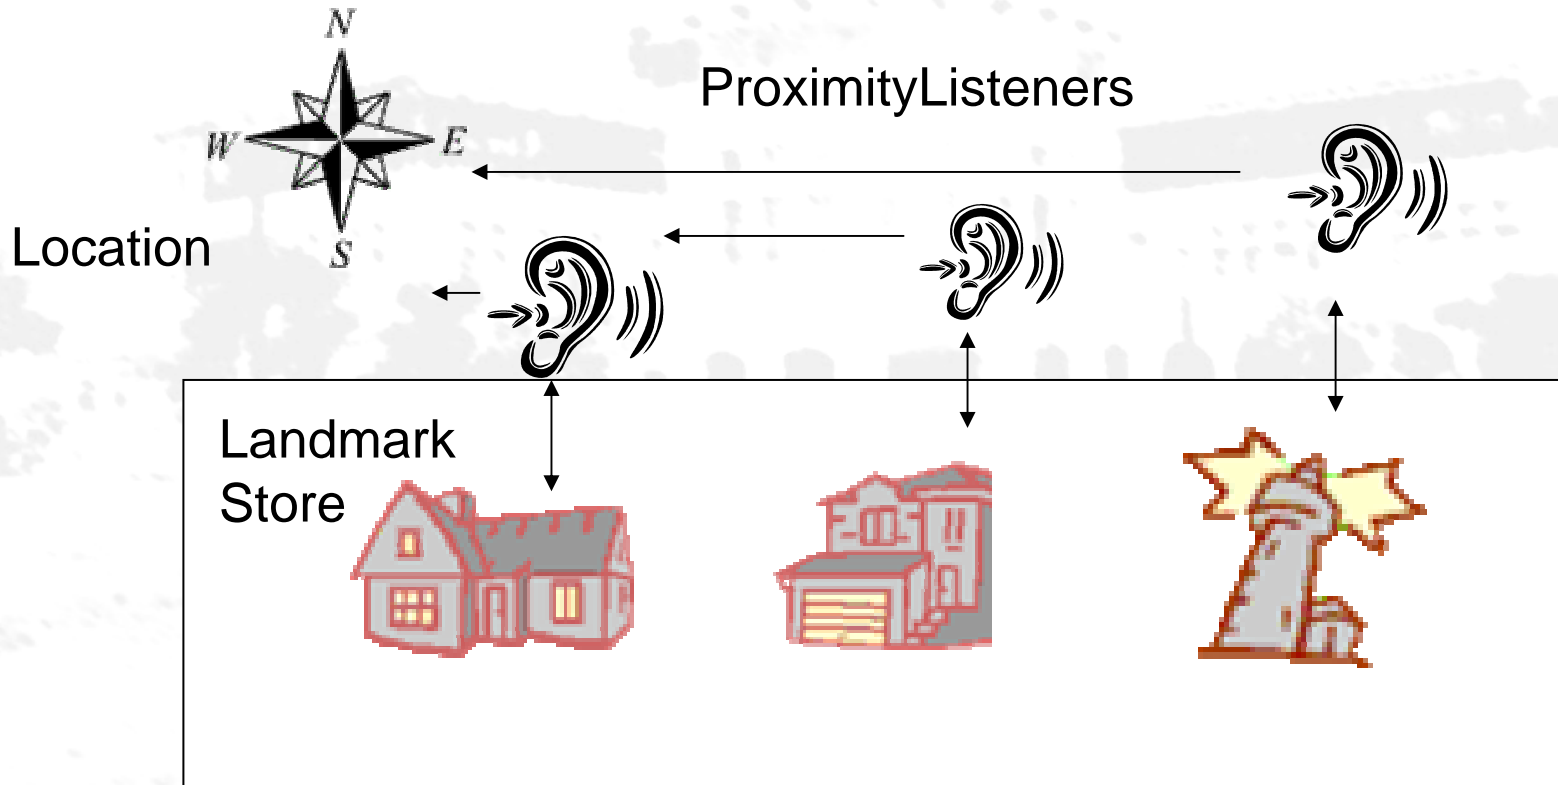 N
ProximityListeners
W E
Location
S
Landmark
Store